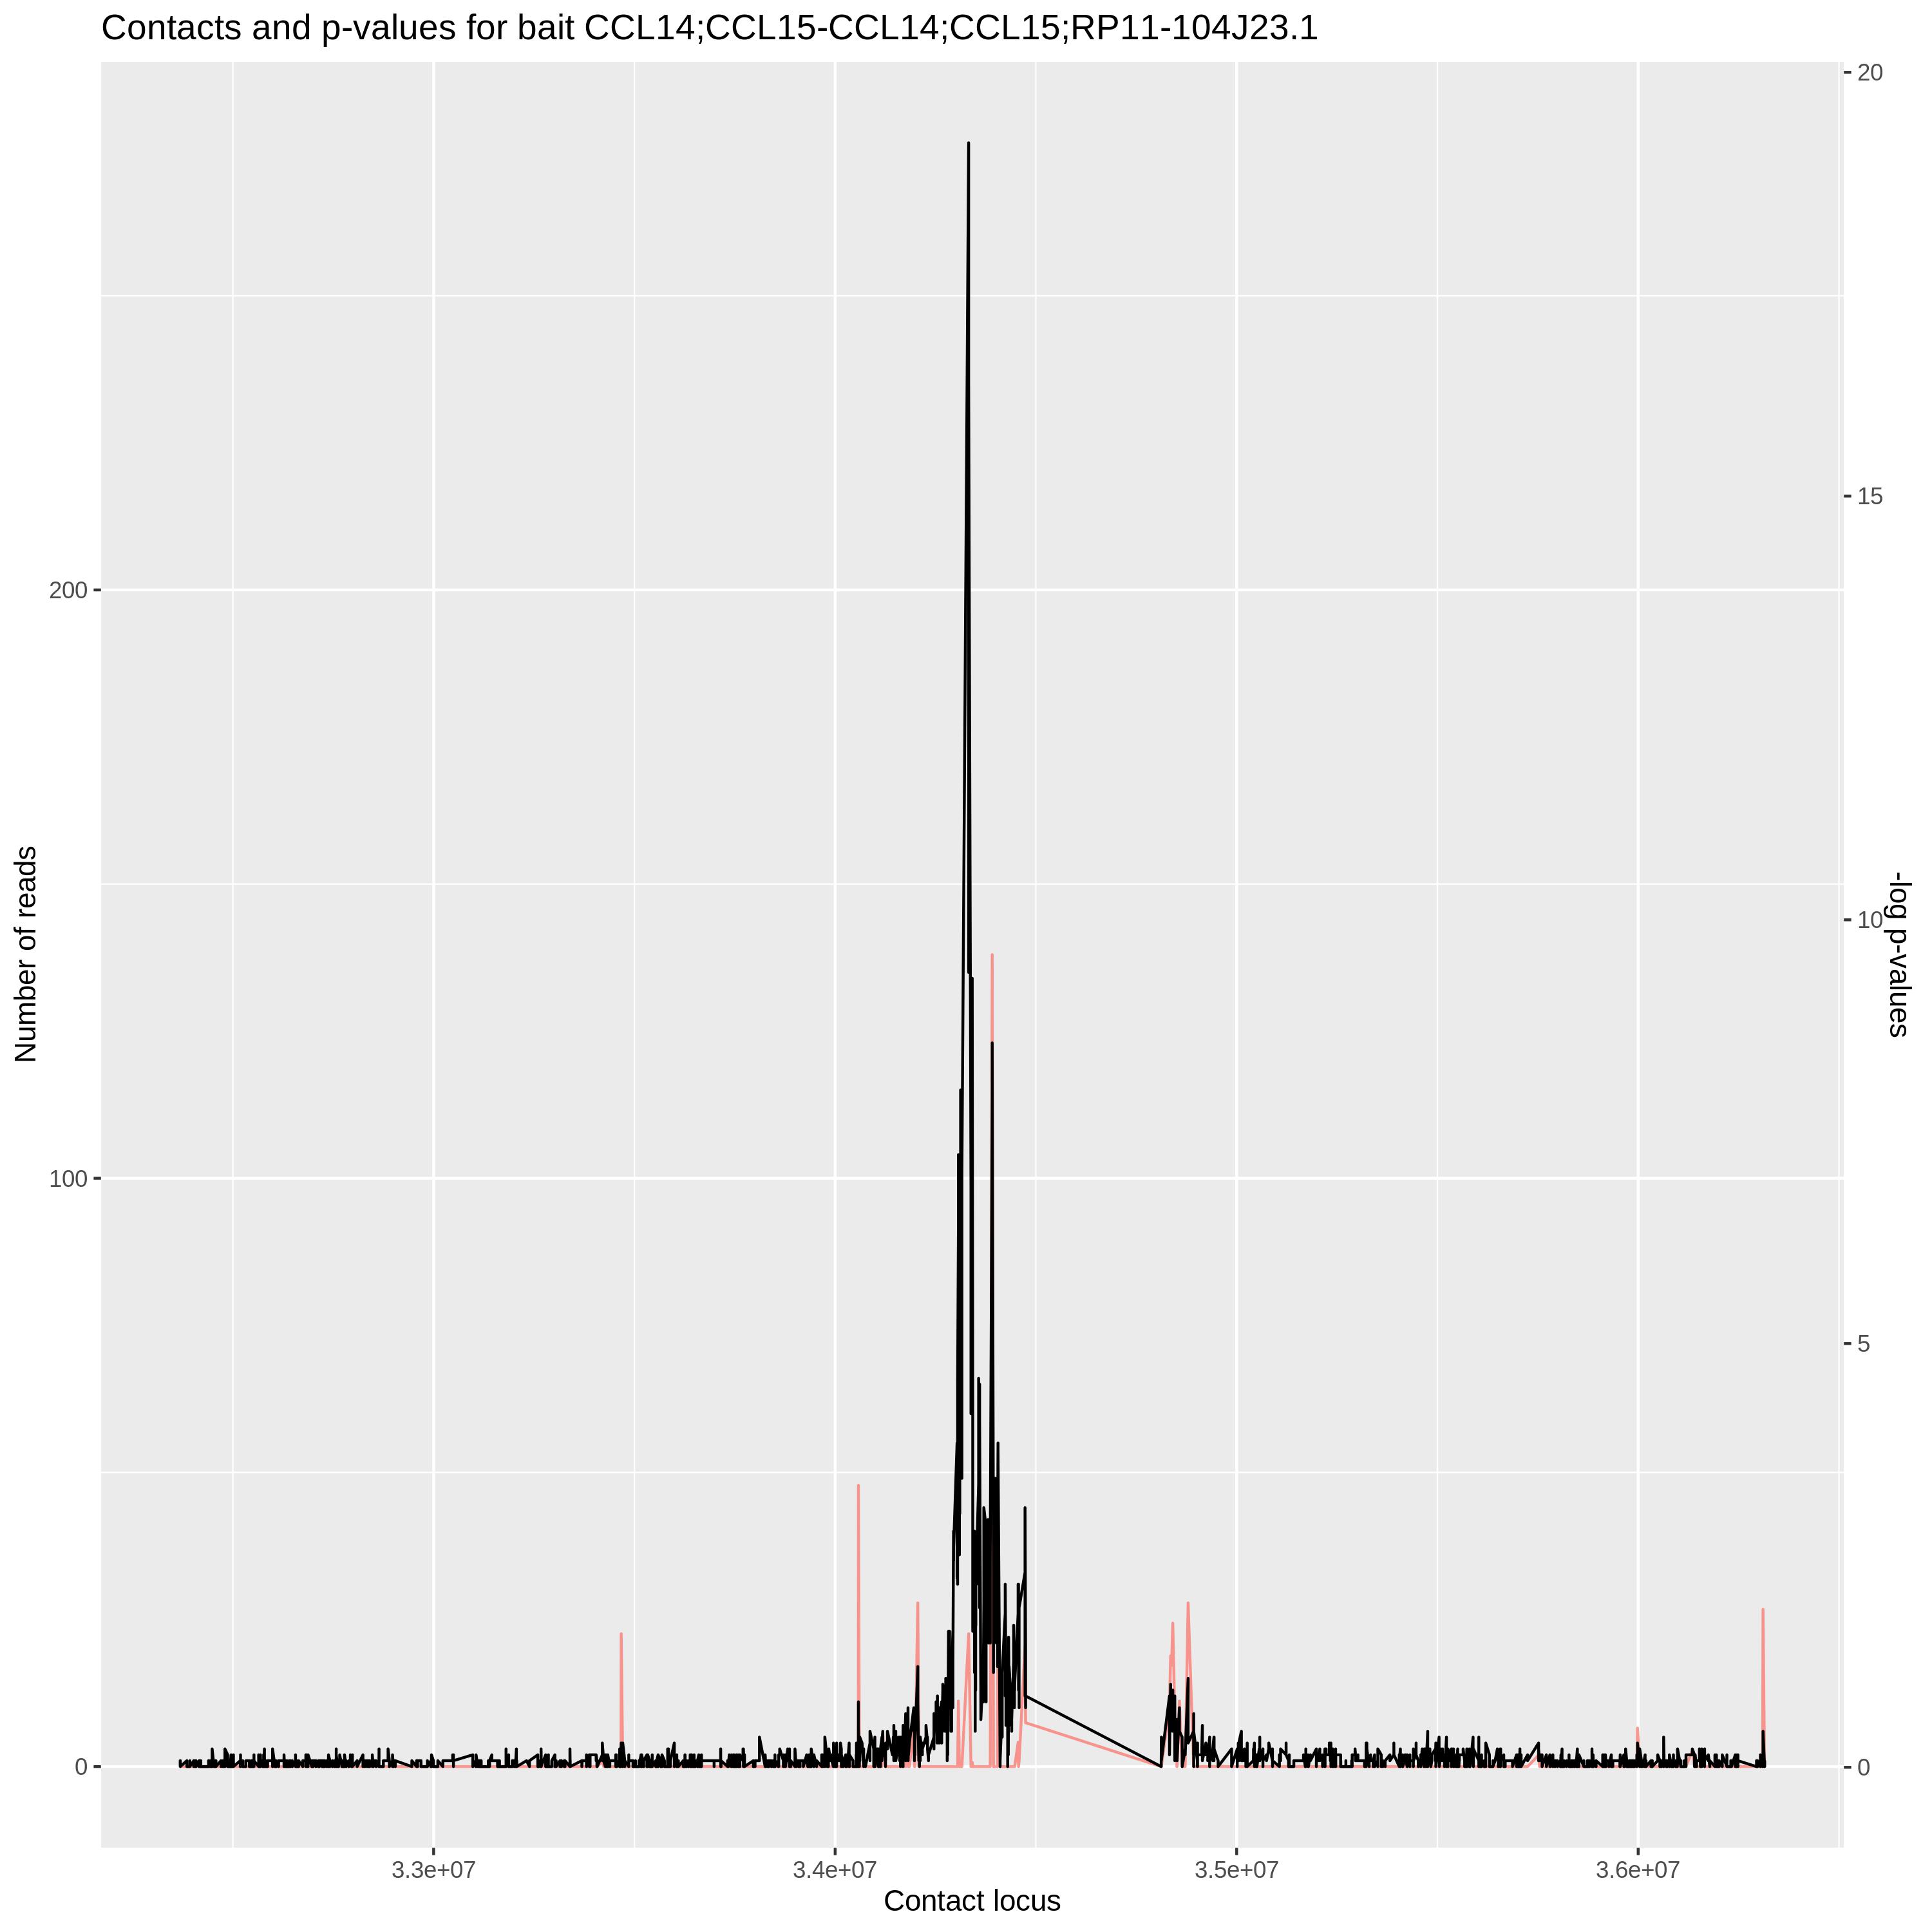 Contacts and p-values for bait CCL14;CCL15-CCL14;CCL15;RP11-104J23.1
Number of reads
200
100
0
20
15
10
5
0
-log p-values
3.3e+07
3.4e+07
3.5e+07
3.6e+07
Contact locus